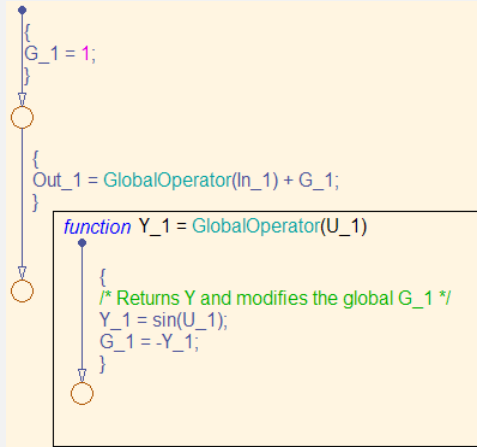 {
G_1 = 1;
}
{
Out_1 = GlobalOperator(In_1) + G_1;
}
function Y_1 = GlobalOperator(U_1)
{
/* Returns Y and modifies the global G_1 */
Y_1 = sin(U_1);
G_1 = -Y_1;
}